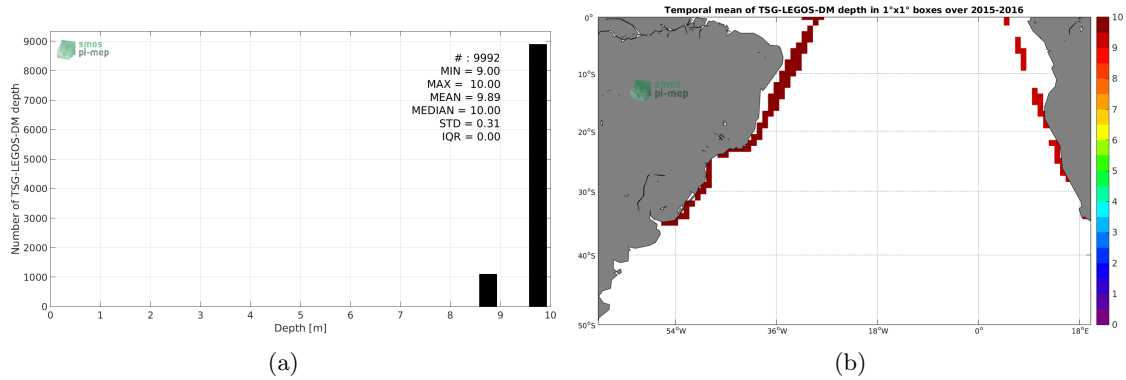 smos
pi-mep
# : 9992
MIN = 9.00
MAX = 10.00
MEAN = 9.89
MEDIAN = 10.00
STD = 0.31
IQR = 0.00
Number of TSG-LEGOS-DM depth
9000
8000
7000
6000
5000
4000
3000
2000
1000
0
0 1 2 3 4 5 6 7 8 9 10
Depth [m]
(a)
Temporal mean of TSG-LEGOS-DM depth in 1°x1° boxes over 2015-2016
smos
pi-mep
0°
10°S
20°S
30°S
40°S
50°S
54°W 36°W 18°W 0° 18°E
10
9
8
7
6
5
4
3
2
1
0
(b)